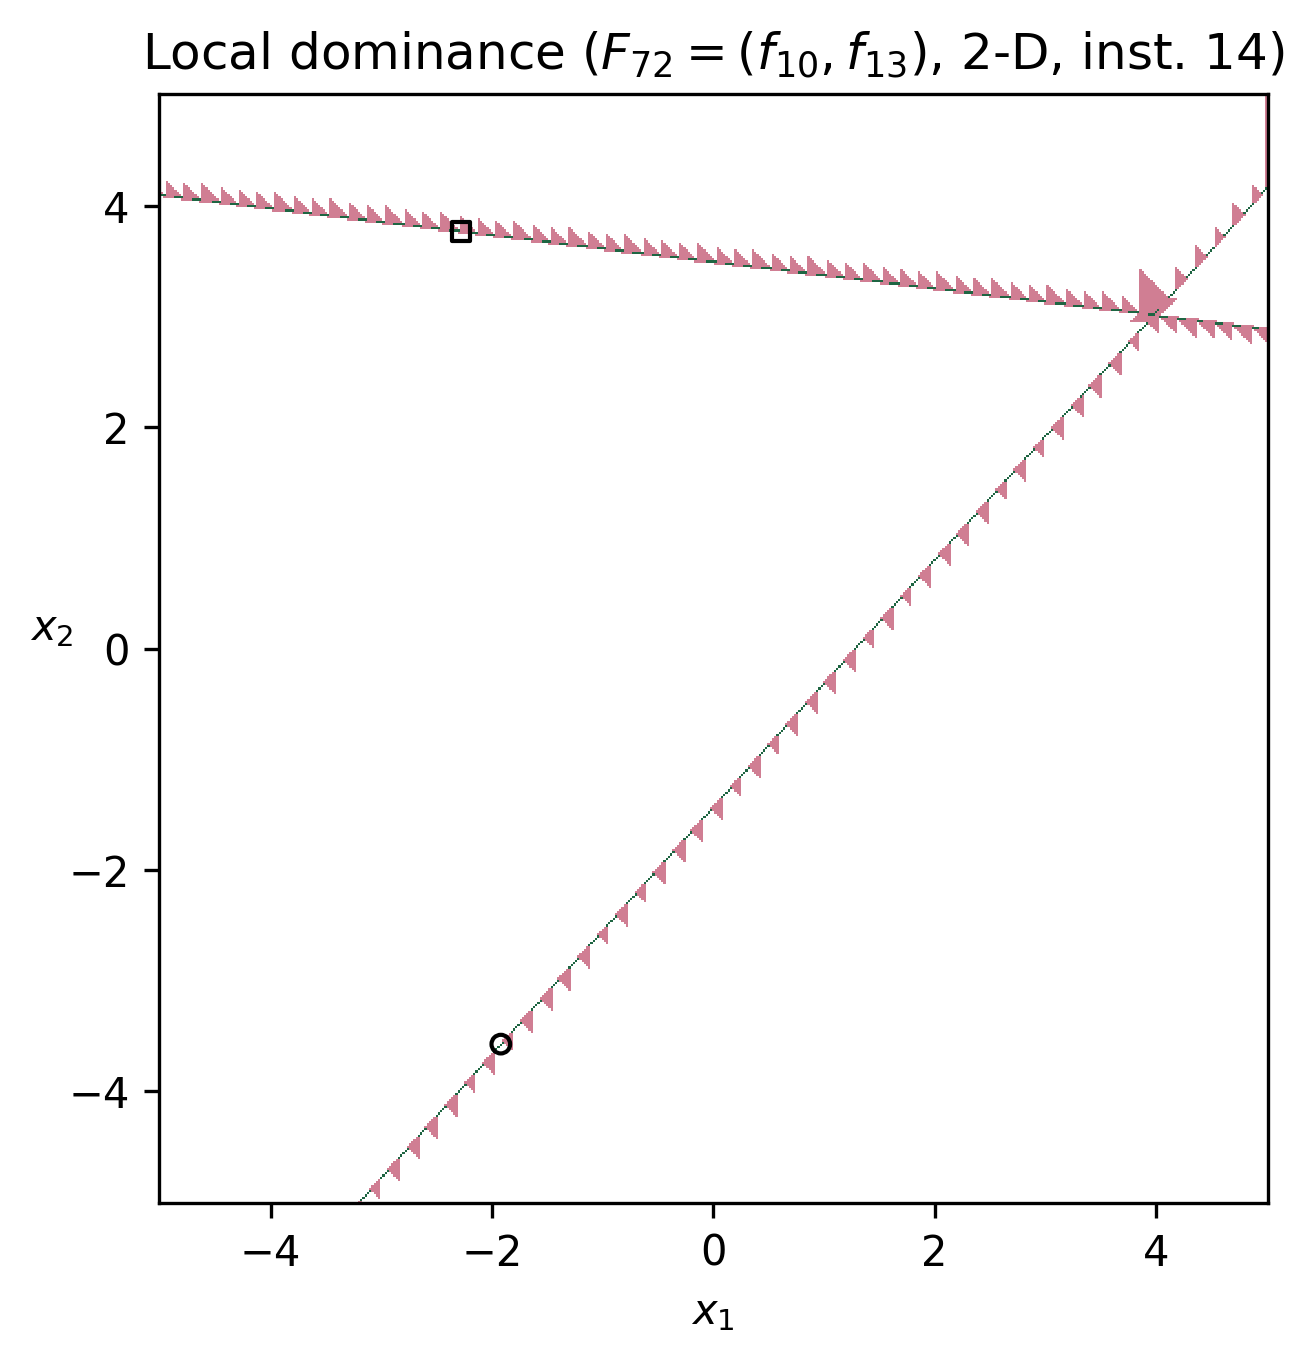 Local dominance (F₇₂ = (f₁₀, f₁₃), 2-D, inst. 14)
4
2
0
−2
−4
x₂
−4 −2 0 2 4
x₁